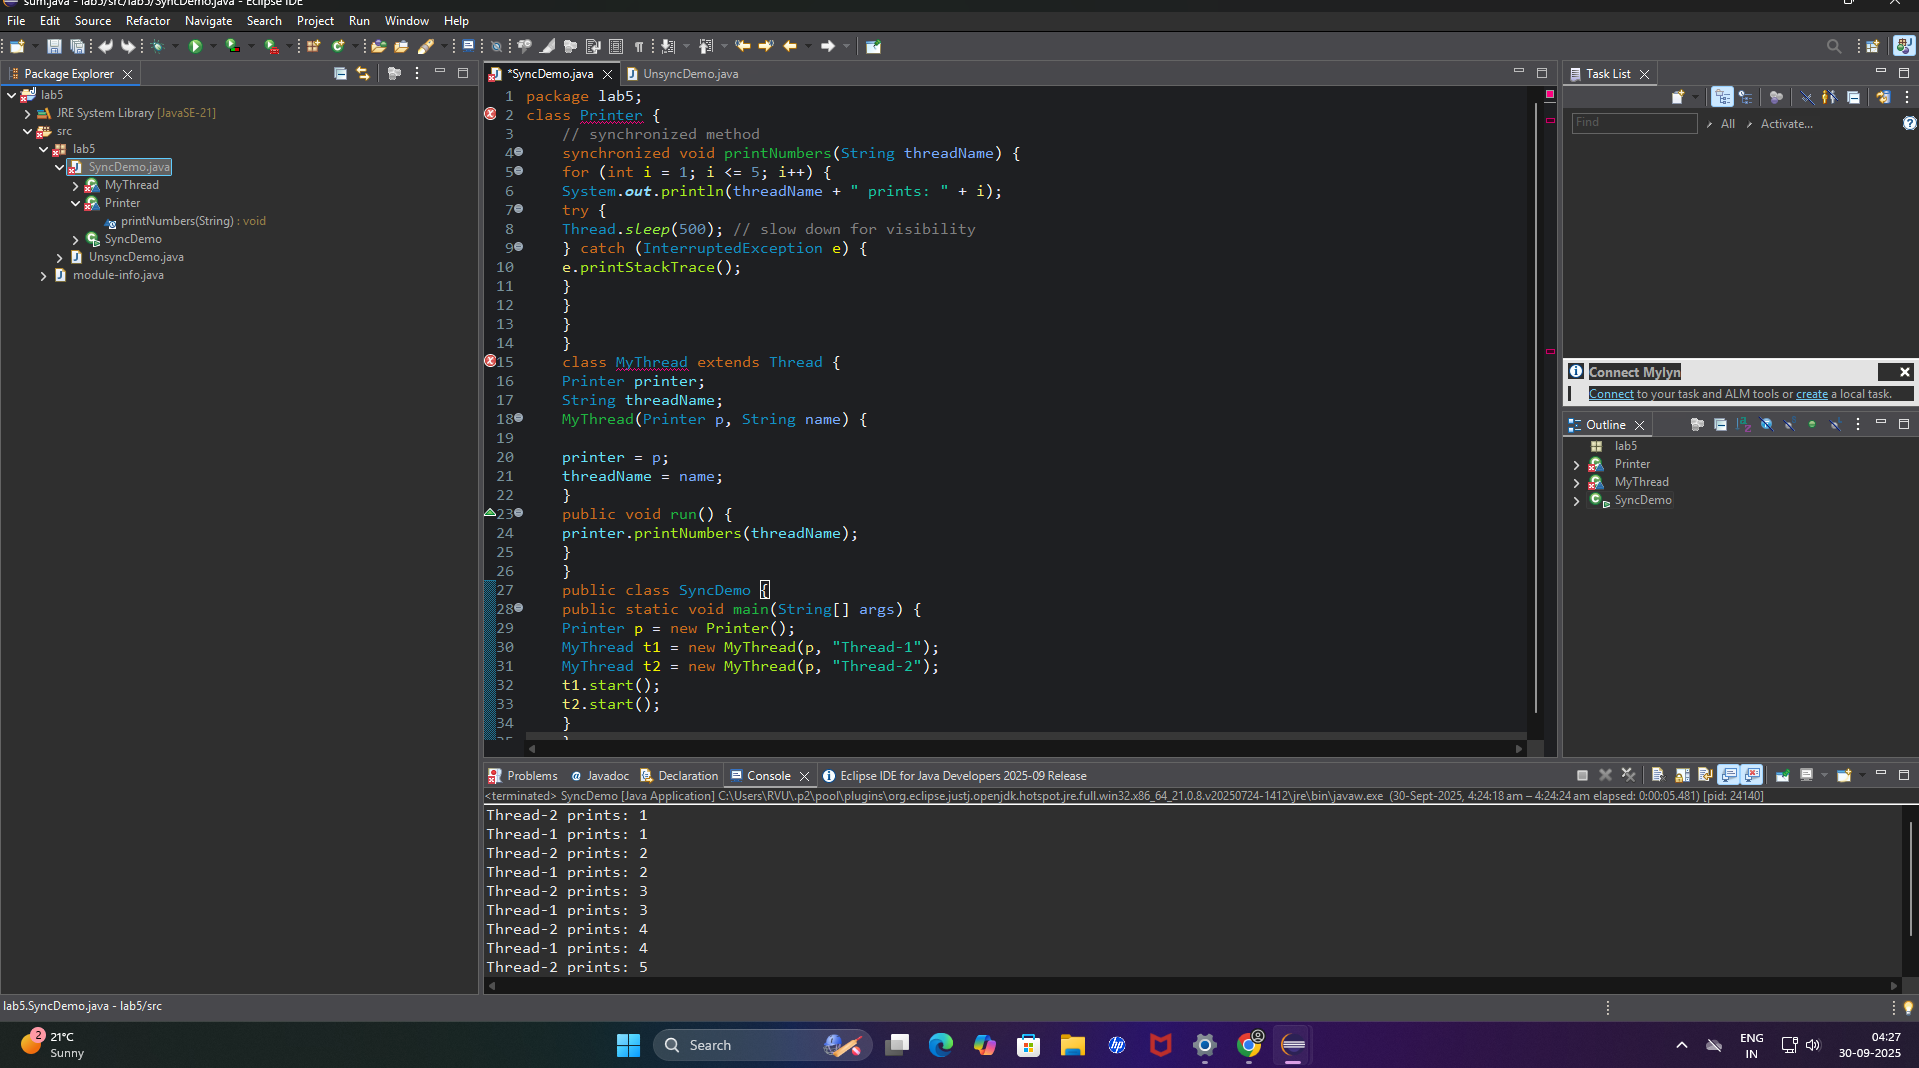 sum.java - lab5/src/lab5/SyncDemo.java - Eclipse IDE
File Edit Source Refactor Navigate Search Project Run Window Help
Package Explorer
lab5
JRE System Library [JavaSE-21]
src
lab5
SyncDemo.java
MyThread
Printer
printNumbers(String) : void
SyncDemo
UnsyncDemo.java
module-info.java
*SyncDemo.java UnsyncDemo.java
1 package lab5;
2 class Printer {
3 // synchronized method
4 synchronized void printNumbers(String threadName) {
5 for (int i = 1; i <= 5; i++) {
6 System.out.println(threadName + " prints: " + i);
7 try {
8 Thread.sleep(500); // slow down for visibility
9 } catch (InterruptedException e) {
10 e.printStackTrace();
11 }
12 }
13 }
14 }
15 class MyThread extends Thread {
16 Printer printer;
17 String threadName;
18 MyThread(Printer p, String name) {
19
20 printer = p;
21 threadName = name;
22 }
23 public void run() {
24 printer.printNumbers(threadName);
25 }
26 }
27 public class SyncDemo {
28 public static void main(String[] args) {
29 Printer p = new Printer();
30 MyThread t1 = new MyThread(p, "Thread-1");
31 MyThread t2 = new MyThread(p, "Thread-2");
32 t1.start();
33 t2.start();
34 }
Task List
Find All Activate...
Connect Mylyn
Connect to your task and ALM tools or create a local task.
Outline
lab5
Printer
MyThread
SyncDemo
Problems Javadoc Declaration Console Eclipse IDE for Java Developers 2025-09 Release
<terminated> SyncDemo [Java Application] C:\Users\RVU\.p2\pool\plugins\org.eclipse.justj.openjdk.hotspot.jre.full.win32.x86_64_21.0.8.v20250724-1412\jre\bin\javaw.exe (30-Sept-2025, 4:24:18 am – 4:24:24 am elapsed: 0:00:05.481) [pid: 24140]
Thread-2 prints: 1
Thread-1 prints: 1
Thread-2 prints: 2
Thread-1 prints: 2
Thread-2 prints: 3
Thread-1 prints: 3
Thread-2 prints: 4
Thread-1 prints: 4
Thread-2 prints: 5
lab5.SyncDemo.java - lab5/src
2
21°C
Sunny
Search
hp
ENG
IN
04:27
30-09-2025